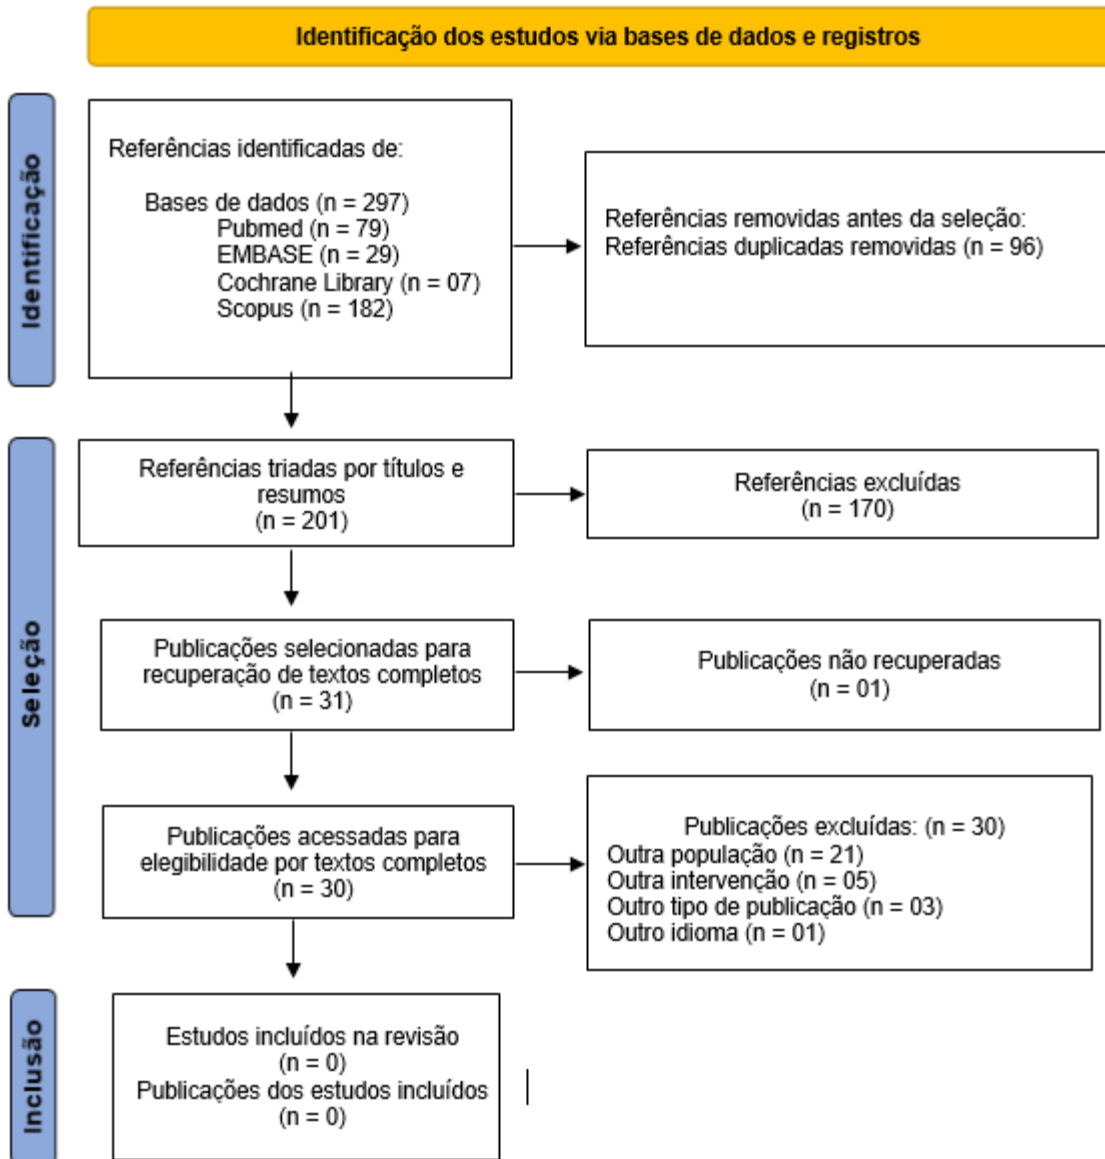 Identificação dos estudos via bases de dados e registros
Identificação
Referências identificadas de:
Bases de dados (n = 297)
Pubmed (n = 79)
EMBASE (n = 29)
Cochrane Library (n = 07)
Scopus (n = 182)
Referências removidas antes da seleção:
Referências duplicadas removidas (n = 96)
Seleção
Referências triadas por títulos e
resumos
(n = 201)
Referências excluídas
(n = 170)
Publicações selecionadas para
recuperação de textos completos
(n = 31)
Publicações não recuperadas
(n = 01)
Publicações acessadas para
elegibilidade por textos completos
(n = 30)
Publicações excluídas: (n = 30)
Outra população (n = 21)
Outra intervenção (n = 05)
Outro tipo de publicação (n = 03)
Outro idioma (n = 01)
Inclusão
Estudos incluídos na revisão
(n = 0)
Publicações dos estudos incluídos
(n = 0)